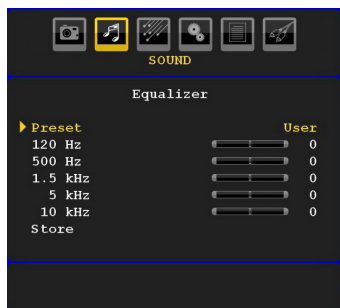 SOUND
Equalizer
Preset User
120 Hz 0
500 Hz 0
1.5 kHz 0
5 kHz 0
10 kHz 0
Store